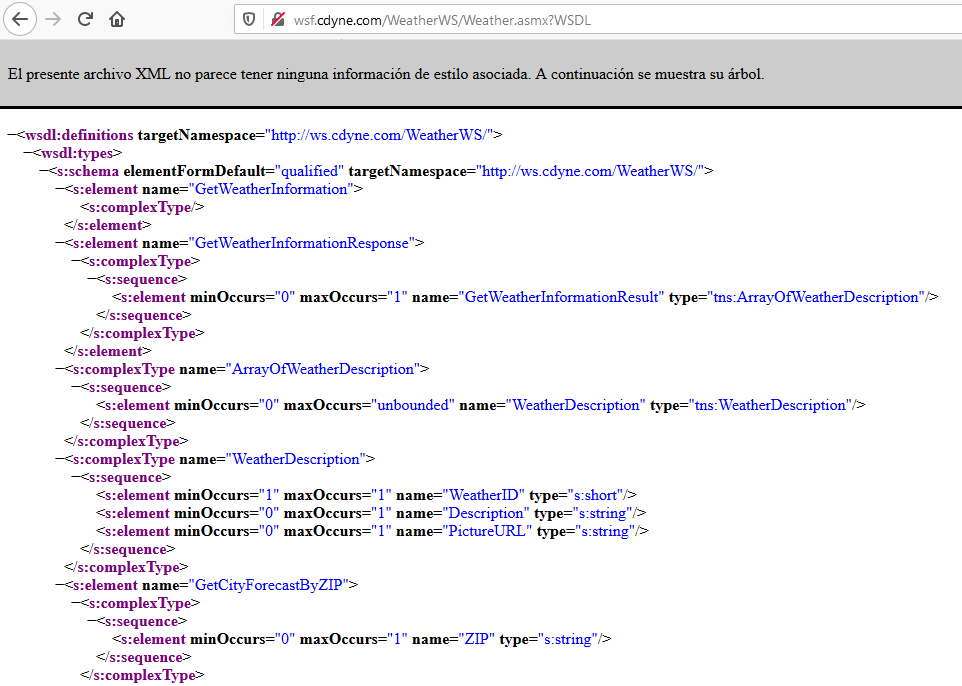 wsf.cdyne.com/WeatherWS/Weather.asmx?WSDL
El presente archivo XML no parece tener ninguna información de estilo asociada. A continuación se muestra su árbol.
−<wsdl:definitions targetNamespace="http://ws.cdyne.com/WeatherWS/">
−<wsdl:types>
−<s:schema elementFormDefault="qualified" targetNamespace="http://ws.cdyne.com/WeatherWS/">
−<s:element name="GetWeatherInformation">
<s:complexType/>
</s:element>
−<s:element name="GetWeatherInformationResponse">
−<s:complexType>
−<s:sequence>
<s:element minOccurs="0" maxOccurs="1" name="GetWeatherInformationResult" type="tns:ArrayOfWeatherDescription"/>
</s:sequence>
</s:complexType>
</s:element>
−<s:complexType name="ArrayOfWeatherDescription">
−<s:sequence>
<s:element minOccurs="0" maxOccurs="unbounded" name="WeatherDescription" type="tns:WeatherDescription"/>
</s:sequence>
</s:complexType>
−<s:complexType name="WeatherDescription">
−<s:sequence>
<s:element minOccurs="1" maxOccurs="1" name="WeatherID" type="s:short"/>
<s:element minOccurs="0" maxOccurs="1" name="Description" type="s:string"/>
<s:element minOccurs="0" maxOccurs="1" name="PictureURL" type="s:string"/>
</s:sequence>
</s:complexType>
−<s:element name="GetCityForecastByZIP">
−<s:complexType>
−<s:sequence>
<s:element minOccurs="0" maxOccurs="1" name="ZIP" type="s:string"/>
</s:sequence>
</s:complexType>